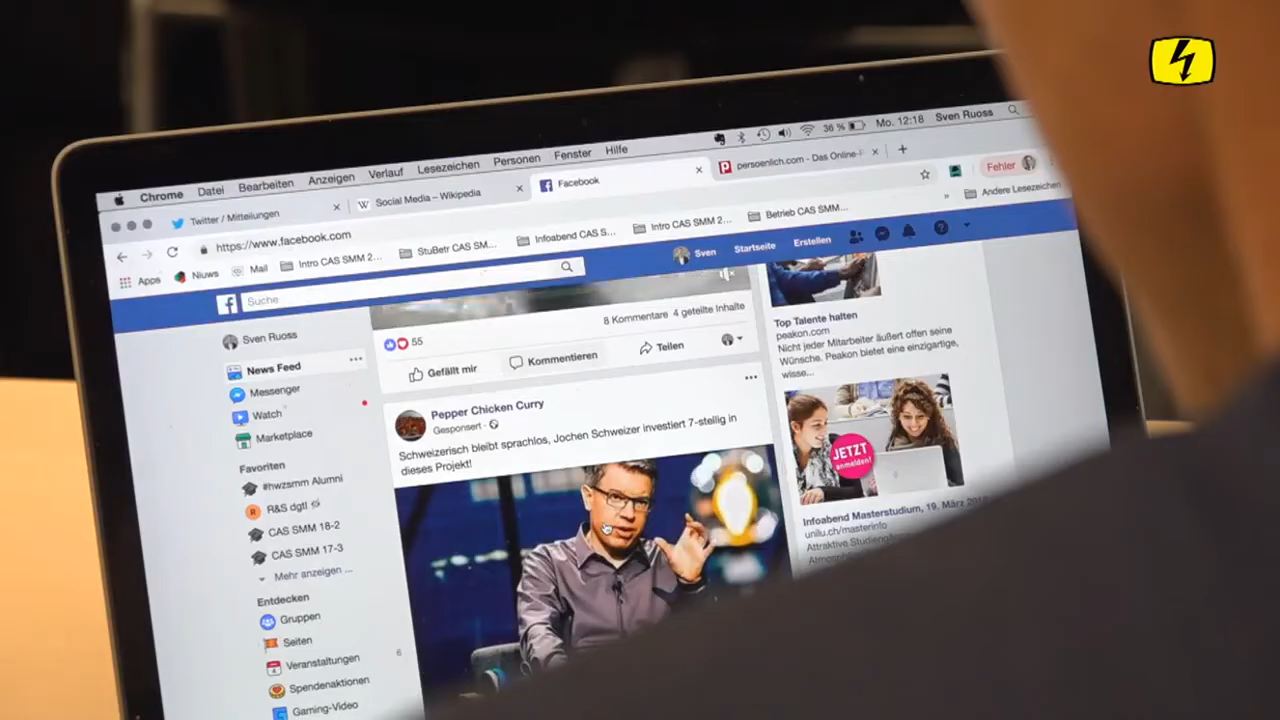 Chrome Datei Bearbeiten Anzeigen Verlauf Lesezeichen Personen Fenster Hilfe 36 % Mo. 12:18 Sven Ruoss
Twitter / Mitteilungen
Social Media – Wikipedia
Facebook
persoenlich.com - Das Online-
https://www.facebook.com
Fehler
Apps
Niuws
Mail
Intro CAS SMM 2...
StuBetr CAS SM...
Infoabend CAS S...
Intro CAS SMM 2...
Betrieb CAS SMM...
»
Andere Lesezeichen
Suche
Sven
Startseite
Erstellen
Sven Ruoss
News Feed
Messenger
Watch
Marketplace
Favoriten
#hwzsmm Alumni
R R&S dgtl
CAS SMM 18-2
CAS SMM 17-3
Mehr anzeigen ...
Entdecken
Gruppen
Seiten
Veranstaltungen 6
Spendenaktionen
Gaming-Video
8 Kommentare 4 geteilte Inhalte
55
Gefällt mir
Kommentieren
Teilen
Pepper Chicken Curry
Gesponsert ·
Schweizerisch bleibt sprachlos, Jochen Schweizer investiert 7-stellig in
dieses Projekt!
Top Talente halten
peakon.com
Nicht jeder Mitarbeiter äußert offen seine
Wünsche. Peakon bietet eine einzigartige,
wisse...
JETZT
anmelden!
Infoabend Masterstudium, 19. März
unilu.ch/masterinfo
Attraktive